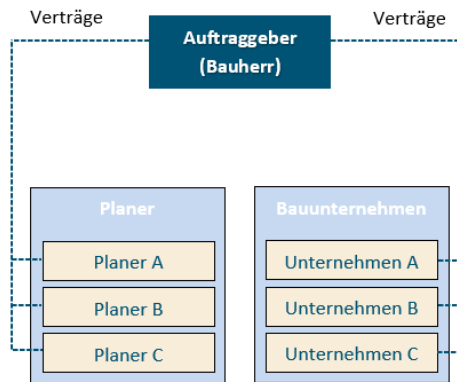 Verträge
Verträge
Auftraggeber
(Bauherr)
Planer
Bauunternehmen
Planer A
Unternehmen A
Planer B
Unternehmen B
Planer C
Unternehmen C